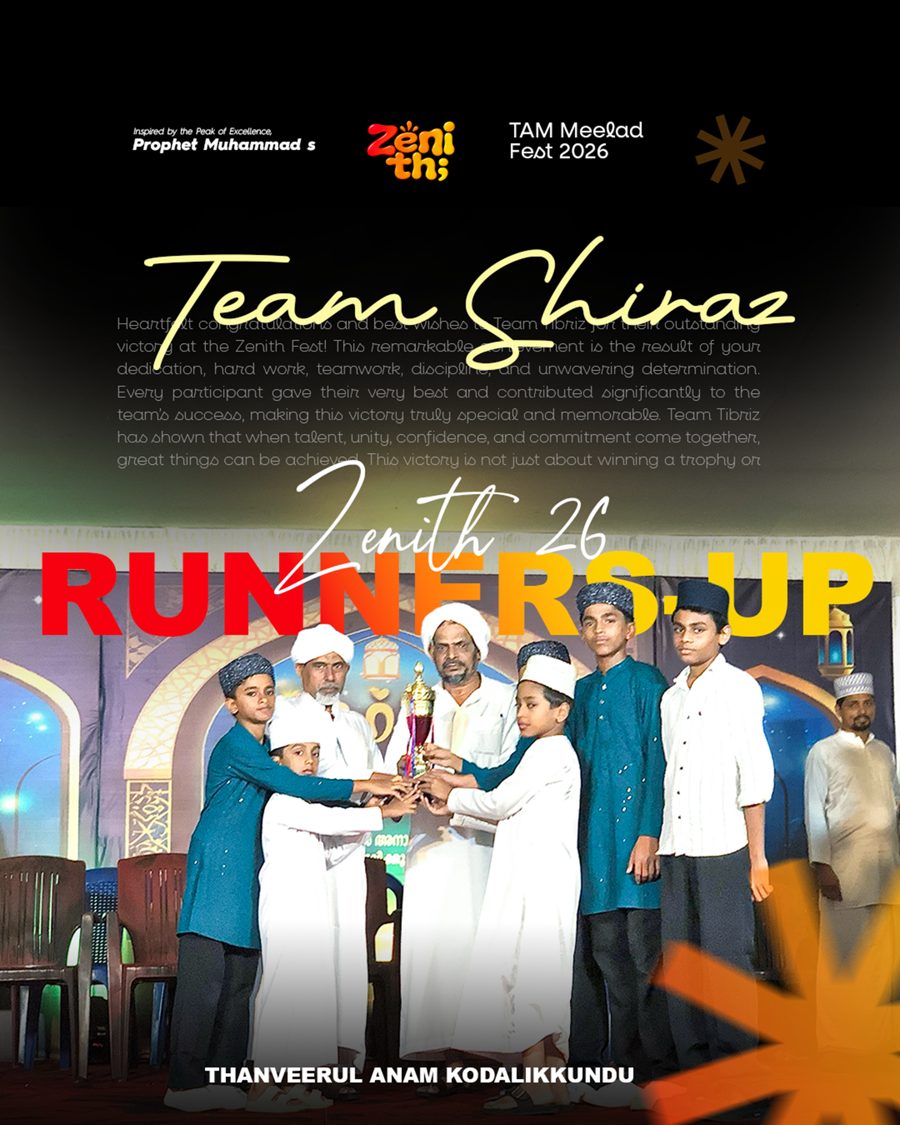 Inspired by the Peak of Excellence,
Prophet Muhammad s
Zeni
th;
TAM Meelad
Fest 2026
Team Shiraz
Heartfelt congratulations and best wishes to Team Tibriz for their outstanding
victory at the Zenith Fest! This remarkable achievement is the result of your
dedication, hard work, teamwork, discipline, and unwavering determination.
Every participant gave their very best and contributed significantly to the
team's success, making this victory truly special and memorable. Team Tibriz
has shown that when talent, unity, confidence, and commitment come together,
great things can be achieved. This victory is not just about winning a trophy or
Zenith 26
RUNNERS-UP
THANVEERUL ANAM KODALIKKUNDU